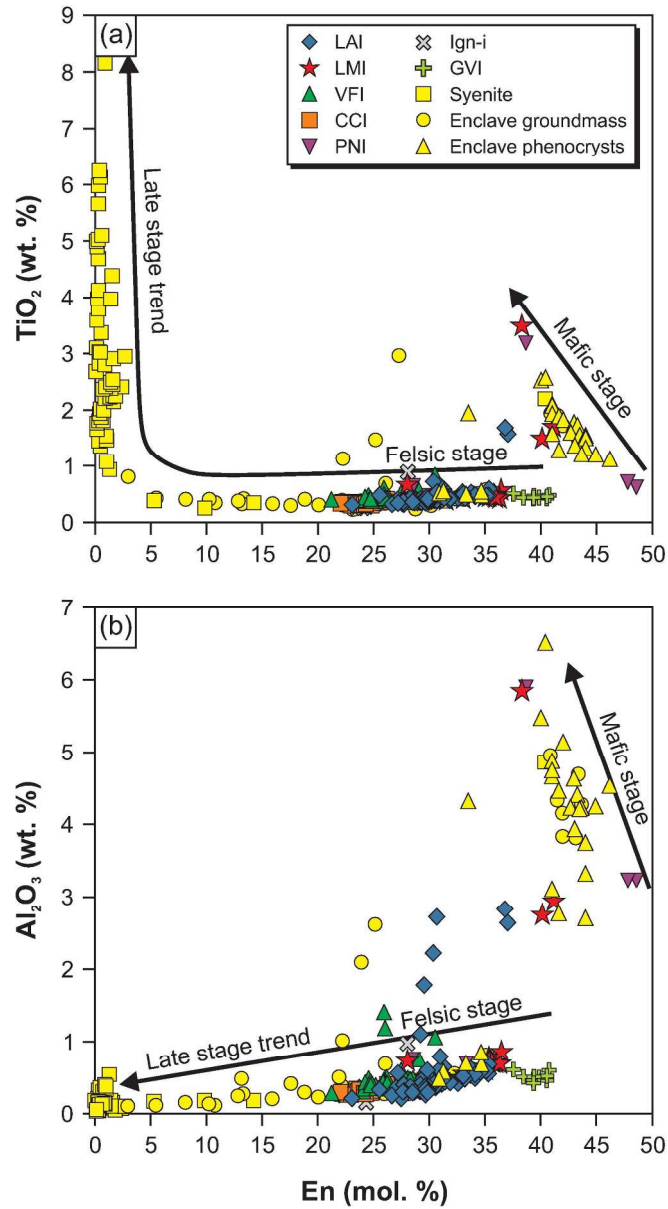 (a)
LAI
LMI
VFI
CCI
PNI
Ign-i
GVI
Syenite
Enclave groundmass
Enclave phenocrysts
Late stage trend
Mafic stage
Felsic stage
TiO₂ (wt. %)
9
8
7
6
5
4
3
2
1
0
0 5 10 15 20 25 30 35 40 45 50
(b)
Mafic stage
Felsic stage
Late stage trend
Al₂O₃ (wt. %)
7
6
5
4
3
2
1
0
0 5 10 15 20 25 30 35 40 45 50
En (mol. %)